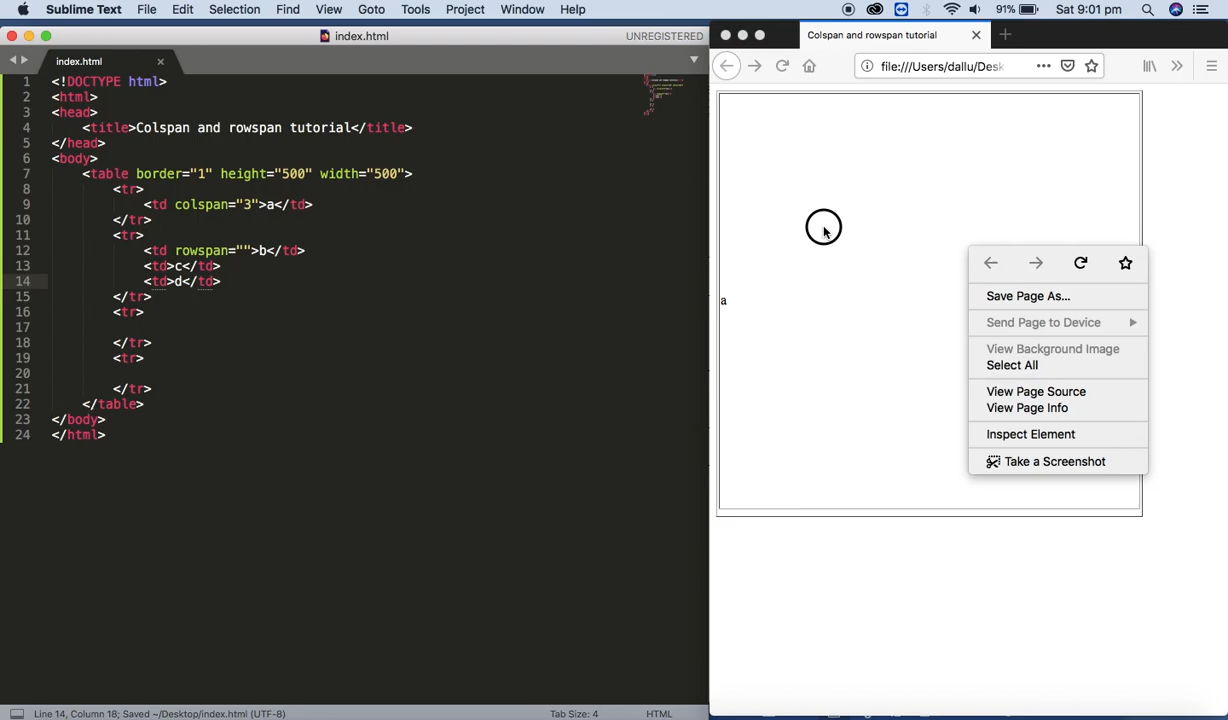 Sublime Text File Edit Selection Find View Goto Tools Project Window Help
91% Sat 9:01 pm
index.html
UNREGISTERED
Colspan and rowspan tutorial
index.html
file:///Users/dallu/Desk
1 <!DOCTYPE html>
2 <html>
3 <head>
4 <title>Colspan and rowspan tutorial</title>
5 </head>
6 <body>
7 <table border="1" height="500" width="500">
8 <tr>
9 <td colspan="3">a</td>
10 </tr>
11 <tr>
12 <td rowspan="">b</td>
13 <td>c</td>
14 <td>d</td>
15 </tr>
16 <tr>
17
18 </tr>
19 <tr>
20
21 </tr>
22 </table>
23 </body>
24 </html>
a
Save Page As...
Send Page to Device
View Background Image
Select All
View Page Source
View Page Info
Inspect Element
Take a Screenshot
Line 14, Column 18; Saved ~/Desktop/index.html (UTF-8)
Tab Size: 4
HTML